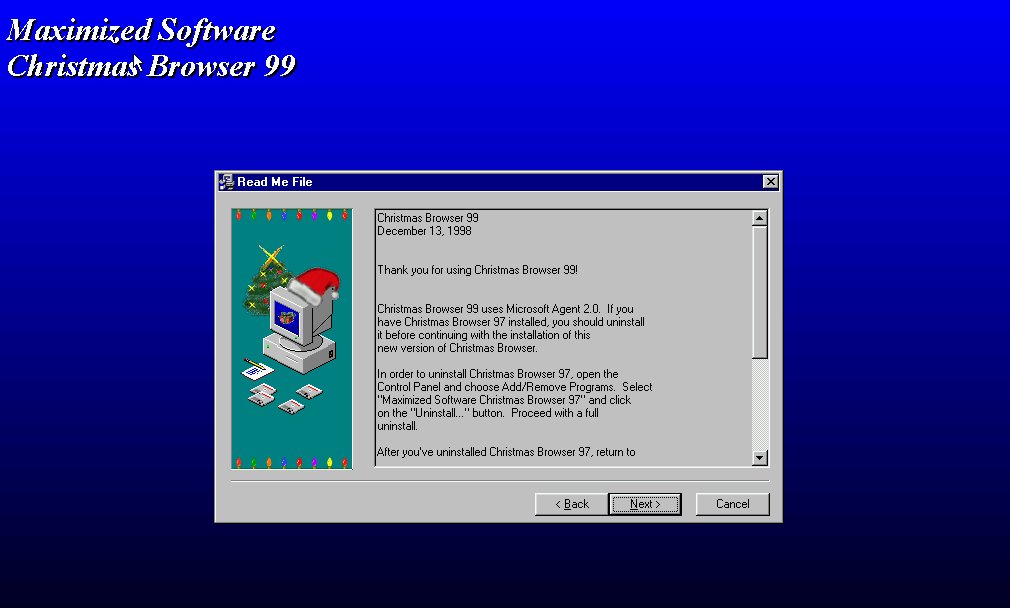 Maximized Software
Christmas Browser 99
Read Me File
Christmas Browser 99
December 13, 1998
Thank you for using Christmas Browser 99!
Christmas Browser 99 uses Microsoft Agent 2.0.  If you
have Christmas Browser 97 installed, you should uninstall
it before continuing with the installation of this
new version of Christmas Browser.
In order to uninstall Christmas Browser 97, open the
Control Panel and choose Add/Remove Programs.  Select
"Maximized Software Christmas Browser 97" and click
on the "Uninstall..." button.  Proceed with a full
uninstall.
After you've uninstalled Christmas Browser 97, return to
< Back
Next >
Cancel